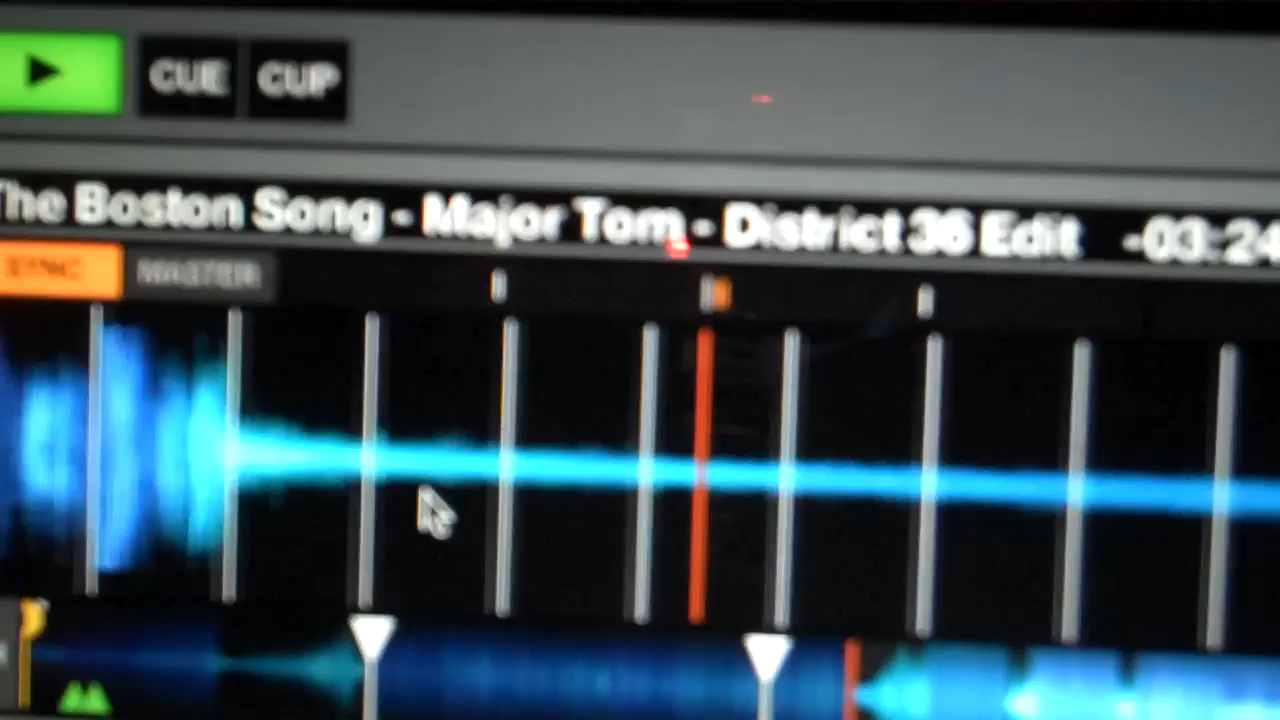 CUE CUP
The Boston Song - Major Tom - District 36 Edit -03:24
SYNC MASTER